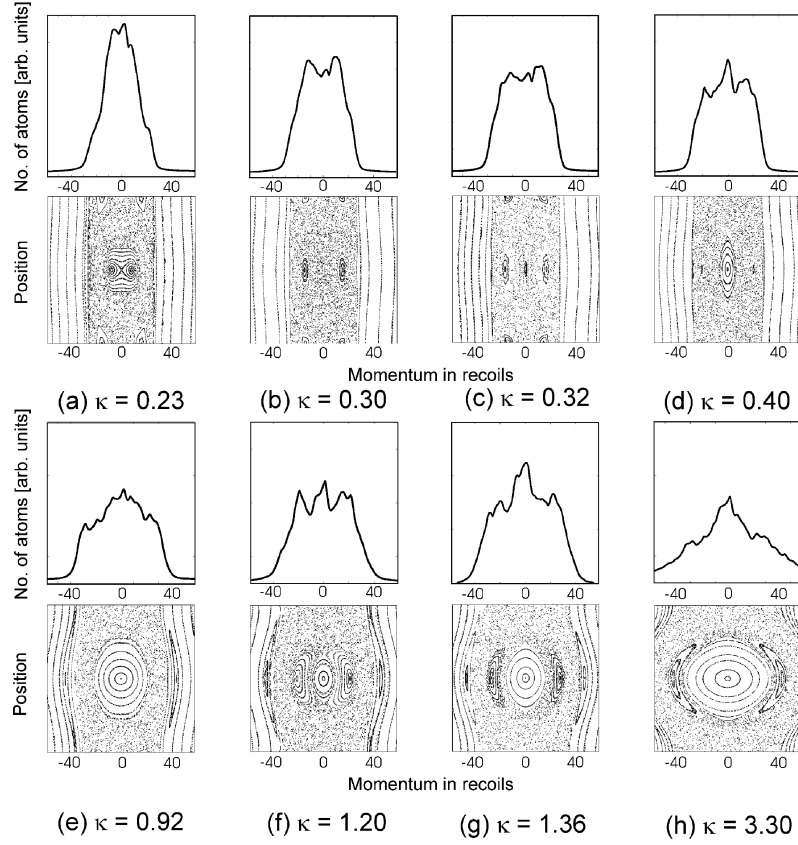 No. of atoms [arb. units]
-40 0 40 -40 0 40 -40 0 40 -40 0 40
Position
-40 0 40 -40 0 40 -40 0 40 -40 0 40
Momentum in recoils
(a) κ = 0.23 (b) κ = 0.30 (c) κ = 0.32 (d) κ = 0.40
No. of atoms [arb. units]
-40 0 40 -40 0 40 -40 0 40 -40 0 40
Position
-40 0 40 -40 0 40 -40 0 40 -40 0 40
Momentum in recoils
(e) κ = 0.92 (f) κ = 1.20 (g) κ = 1.36 (h) κ = 3.30